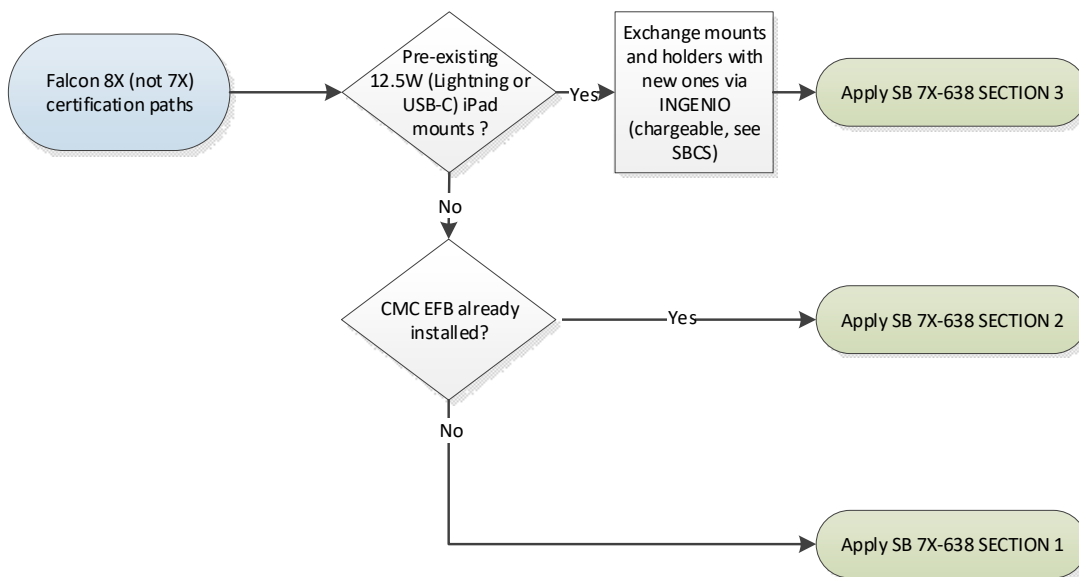 Falcon 8X (not 7X)
certification paths
Pre-existing
12.5W (Lightning or
USB-C) iPad
mounts ?
Yes
Exchange mounts
and holders with
new ones via
INGENIO
(chargeable, see
SBCS)
Apply SB 7X-638 SECTION 3
No
CMC EFB already
installed?
Yes
Apply SB 7X-638 SECTION 2
No
Apply SB 7X-638 SECTION 1